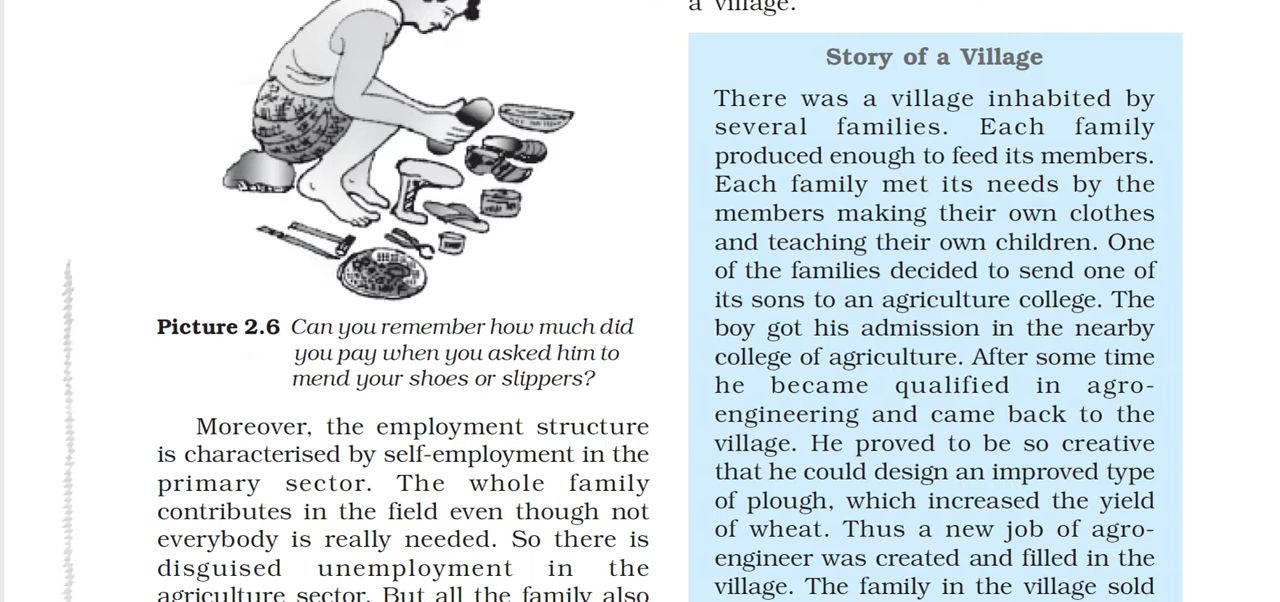 Picture 2.6 Can you remember how much did
you pay when you asked him to
mend your shoes or slippers?
Moreover, the employment structure
is characterised by self-employment in the
primary sector. The whole family
contributes in the field even though not
everybody is really needed. So there is
disguised unemployment in the
agriculture sector. But all the family also
a village.
Story of a Village
There was a village inhabited by
several families. Each family
produced enough to feed its members.
Each family met its needs by the
members making their own clothes
and teaching their own children. One
of the families decided to send one of
its sons to an agriculture college. The
boy got his admission in the nearby
college of agriculture. After some time
he became qualified in agro-
engineering and came back to the
village. He proved to be so creative
that he could design an improved type
of plough, which increased the yield
of wheat. Thus a new job of agro-
engineer was created and filled in the
village. The family in the village sold